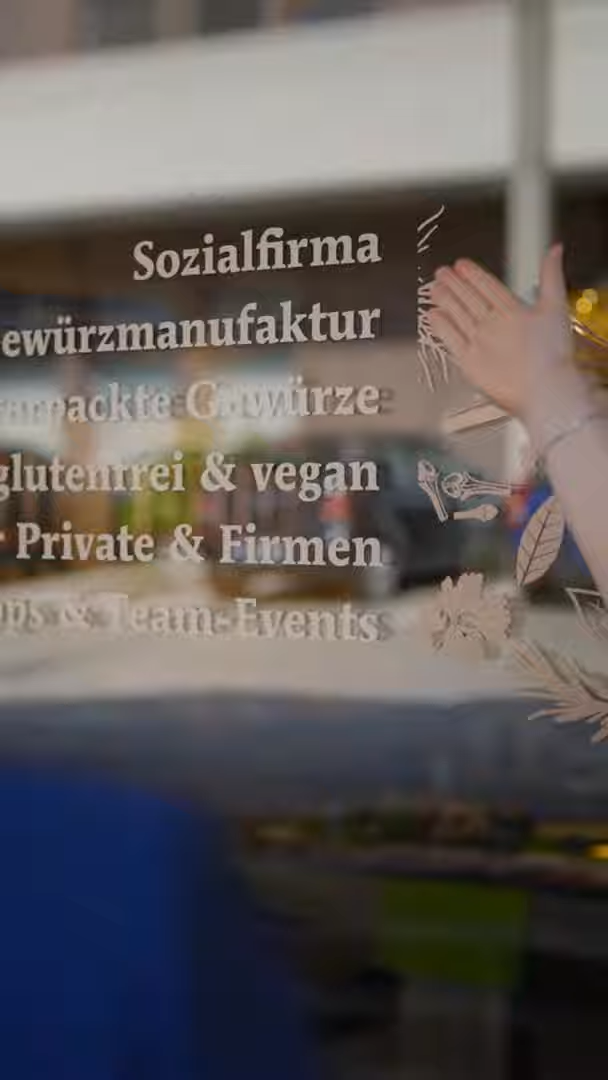 Sozialfirma
ewürzmanufaktur
Gewürze
glutenfrei & vegan
Private & Firmen
& Team-Events